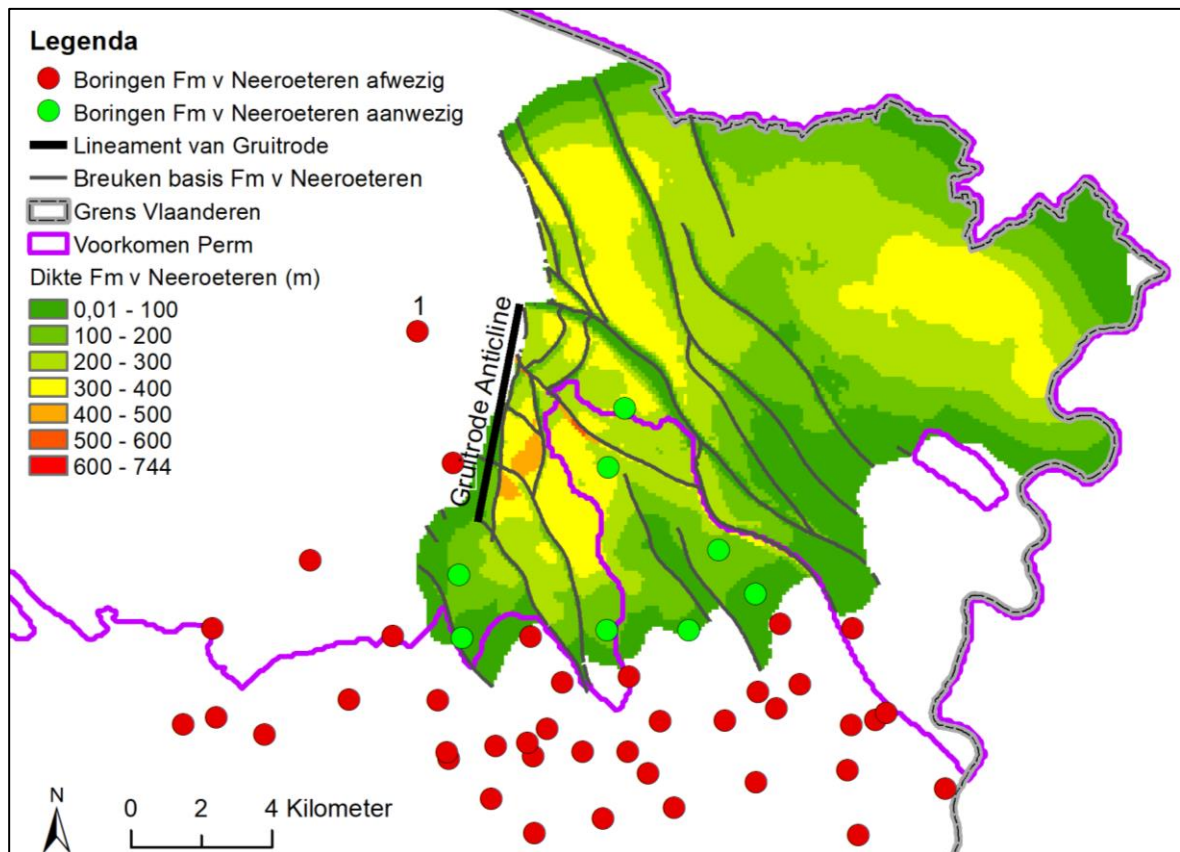 Legenda
Boringen Fm v Neeroeteren afwezig
Boringen Fm v Neeroeteren aanwezig
Lineament van Gruitrode
Breuken basis Fm v Neeroeteren
Grens Vlaanderen
Voorkomen Perm
Dikte Fm v Neeroeteren (m)
0,01 - 100
100 - 200
200 - 300
300 - 400
400 - 500
500 - 600
600 - 744
1
Gruitrode Anticline
N
0 2 4 Kilometer